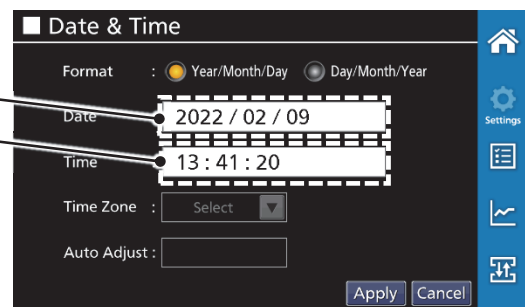 Date & Time
Format : Year/Month/Day Day/Month/Year
Date 2022 / 02 / 09
Settings
Time 13 : 41 : 20
Time Zone : Select
Auto Adjust :
Apply Cancel